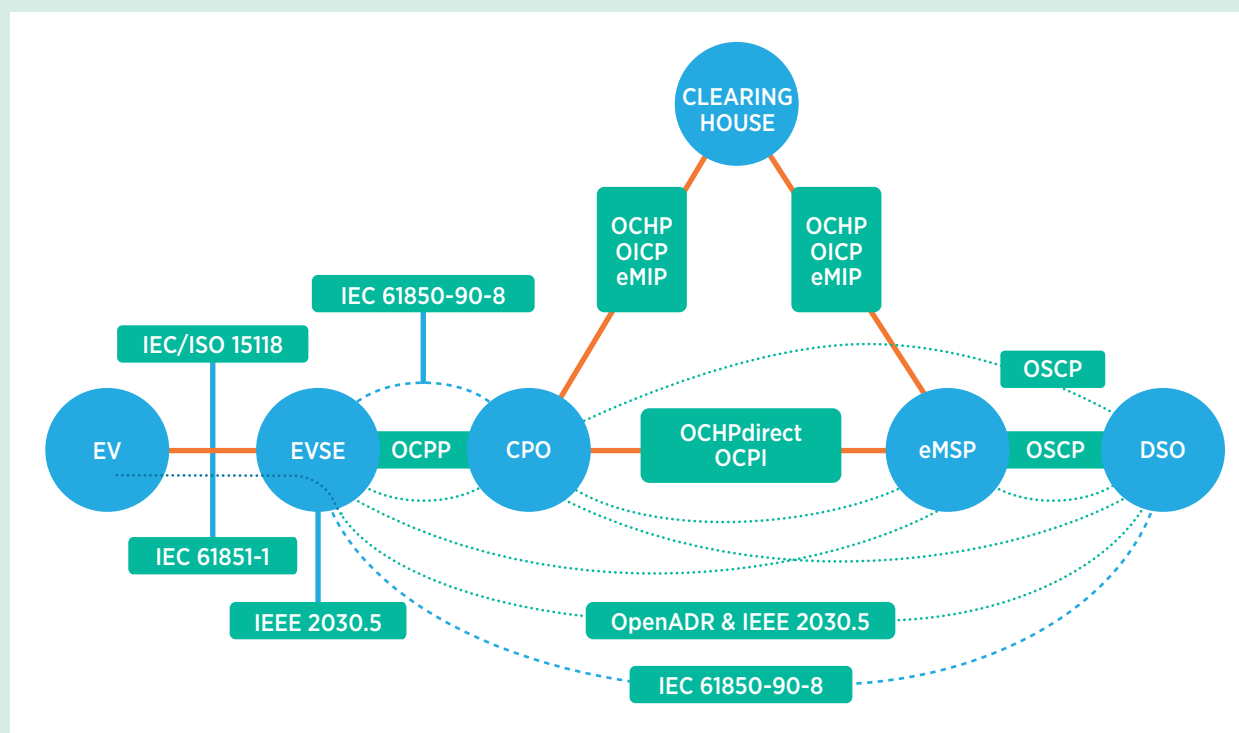 CLEARING
HOUSE
OCHP
OICP
eMIP
OCHP
OICP
eMIP
IEC 61850-90-8
IEC/ISO 15118
OSCP
EV
EVSE
OCPP
CPO
OCHPdirect
OCPI
eMSP
OSCP
DSO
IEC 61851-1
IEEE 2030.5
OpenADR & IEEE 2030.5
IEC 61850-90-8